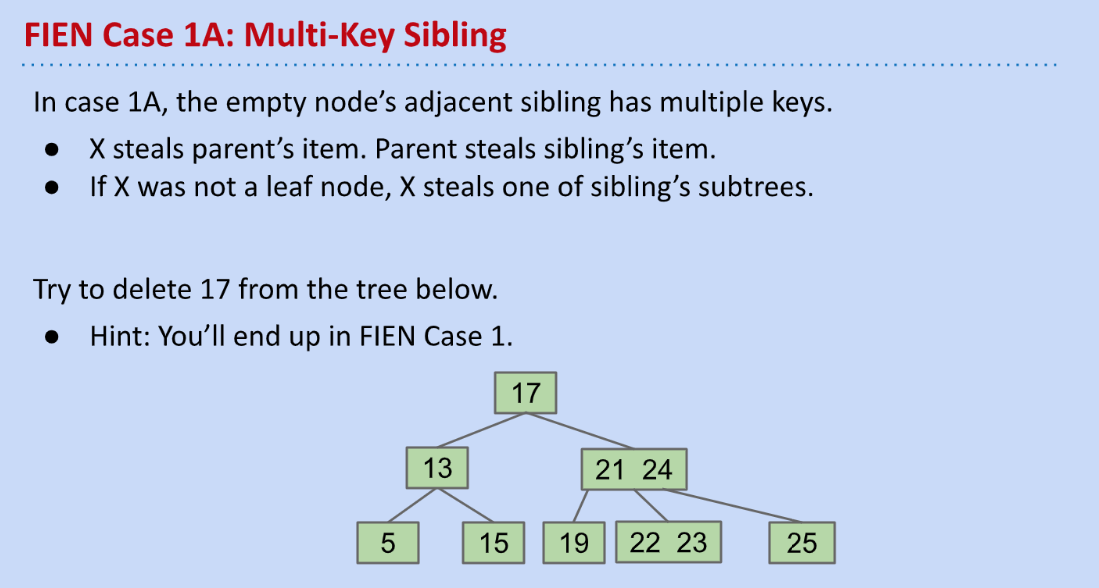 FIEN Case 1A: Multi-Key Sibling
In case 1A, the empty node’s adjacent sibling has multiple keys.
● X steals parent’s item. Parent steals sibling’s item.
● If X was not a leaf node, X steals one of sibling’s subtrees.
Try to delete 17 from the tree below.
● Hint: You’ll end up in FIEN Case 1.
17
13 21 24
5 15 19 22 23 25